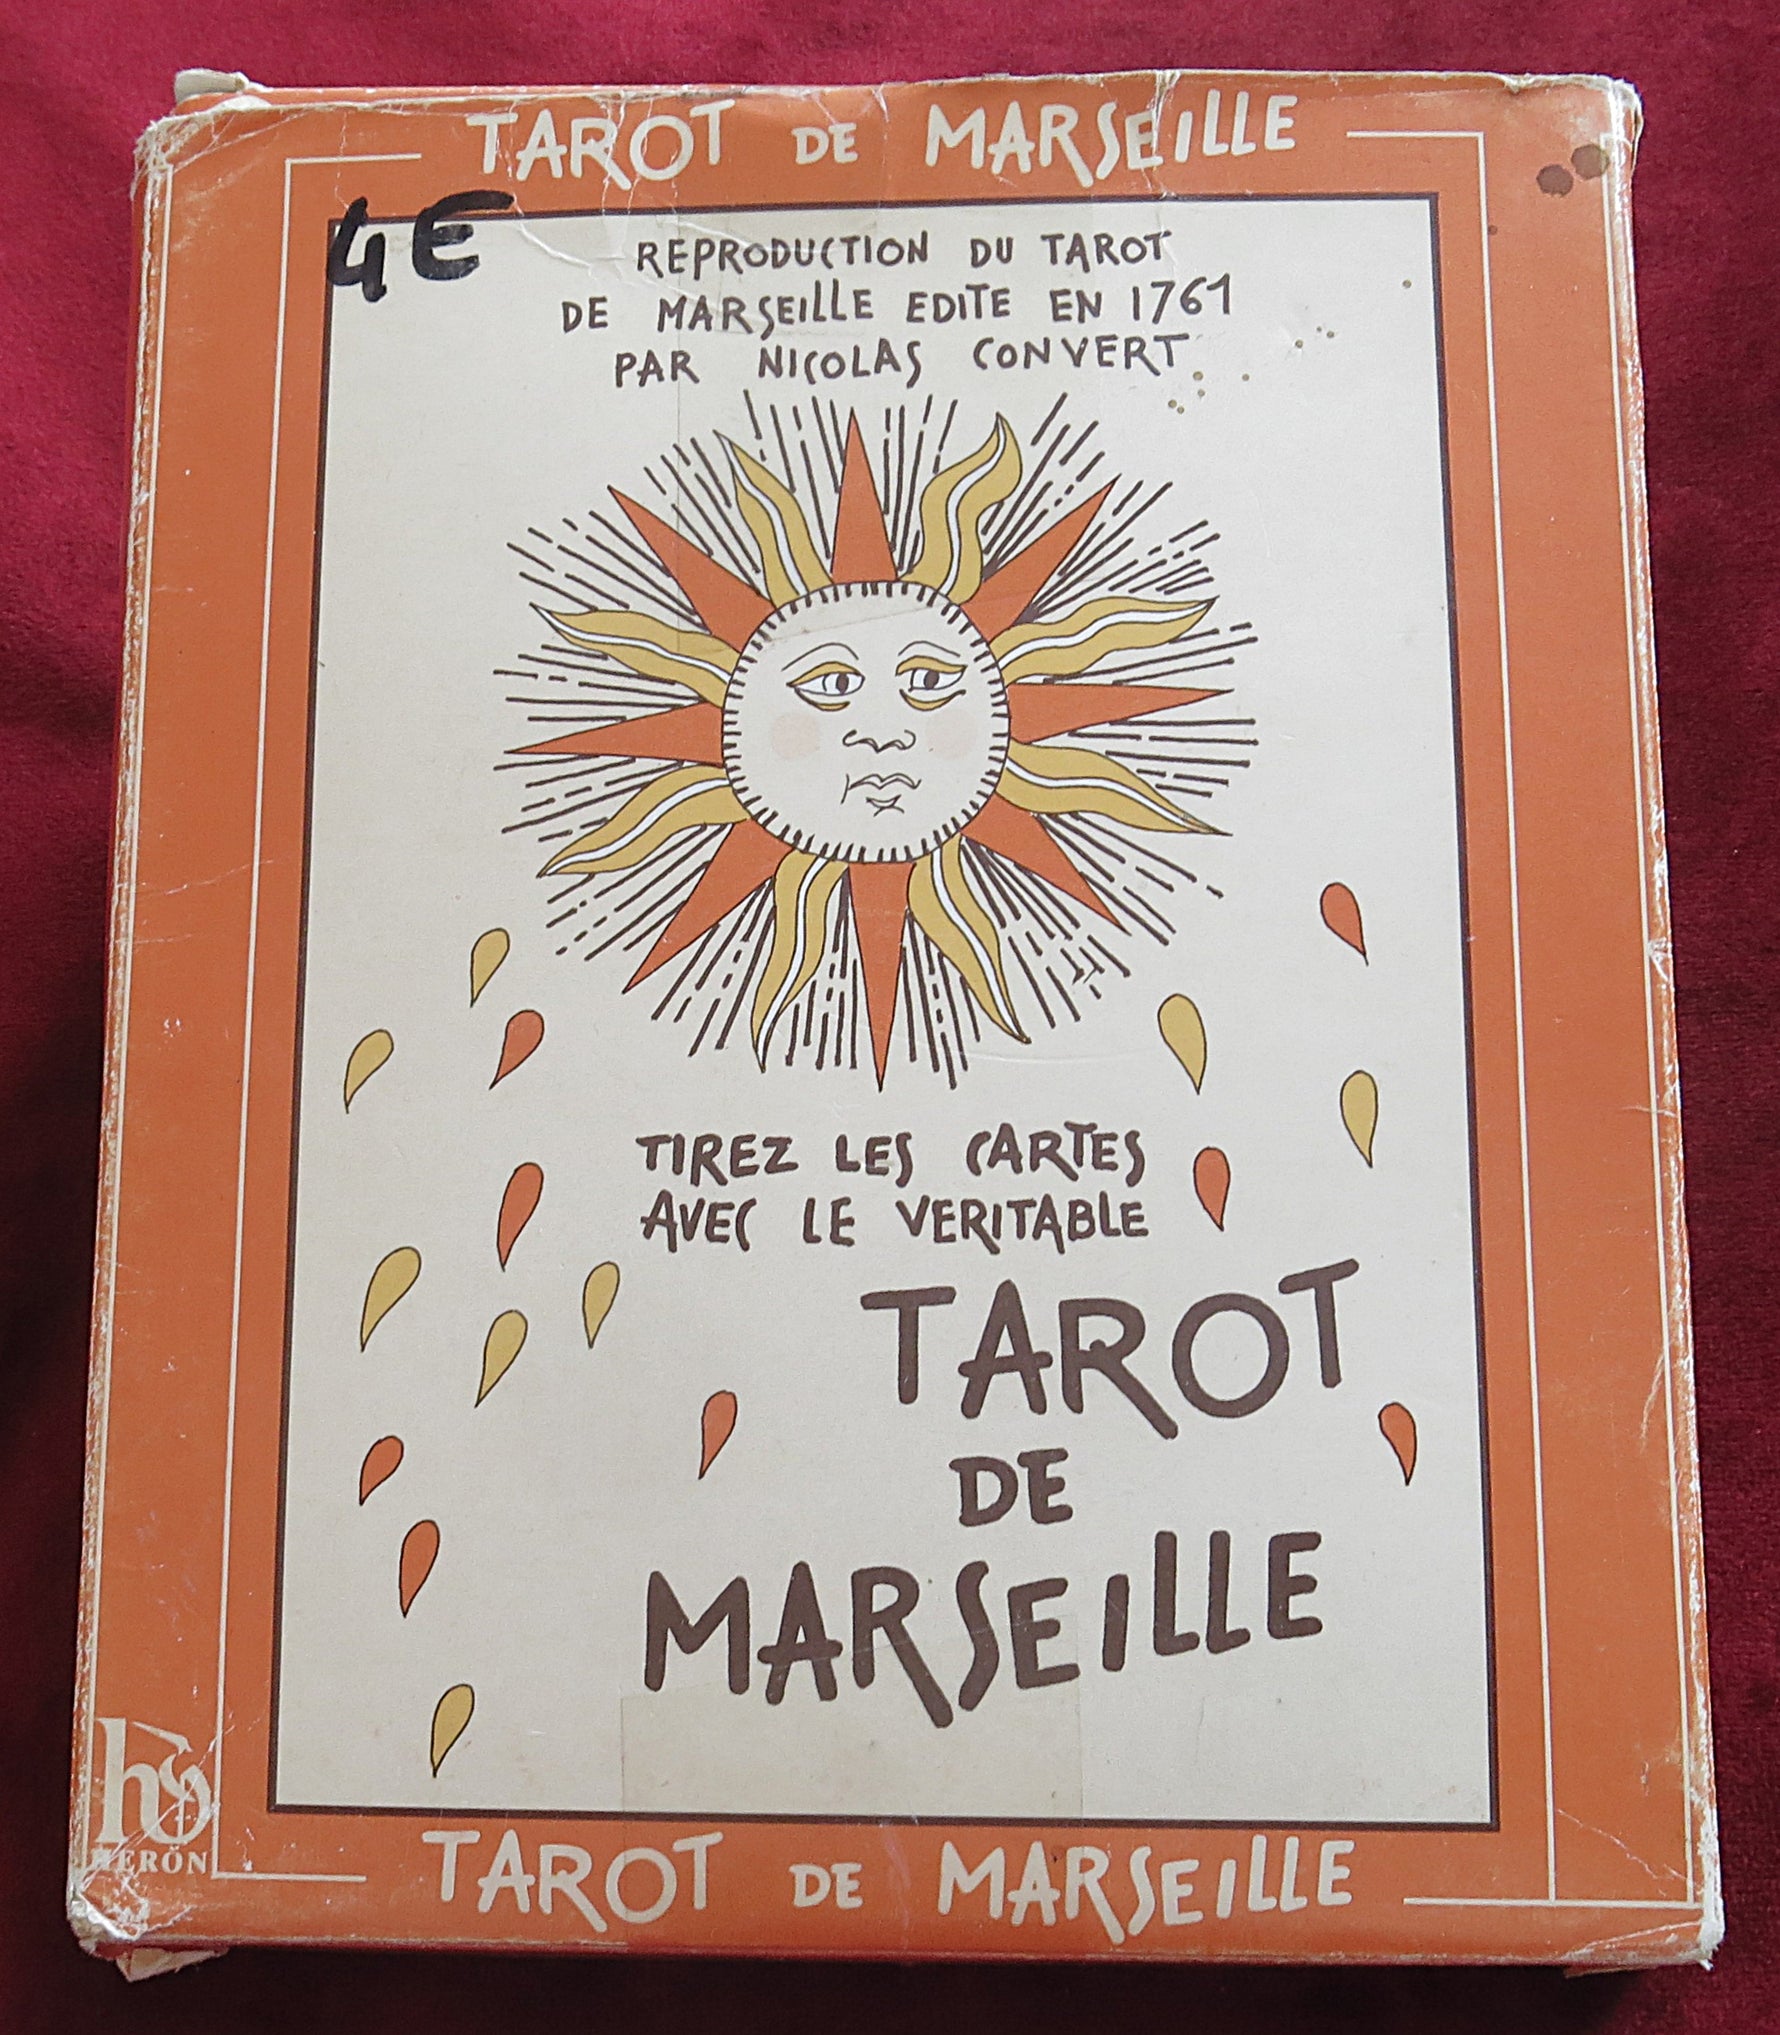 TAROT DE MARSEILLE
4E
REPRODUCTION DU TAROT
DE MARSEILLE EDITE EN 1761
PAR NICOLAS CONVERT
TIREZ LES CARTES
AVEC LE VERITABLE
TAROT
DE
MARSEILLE
HERÖN
TAROT DE MARSEILLE